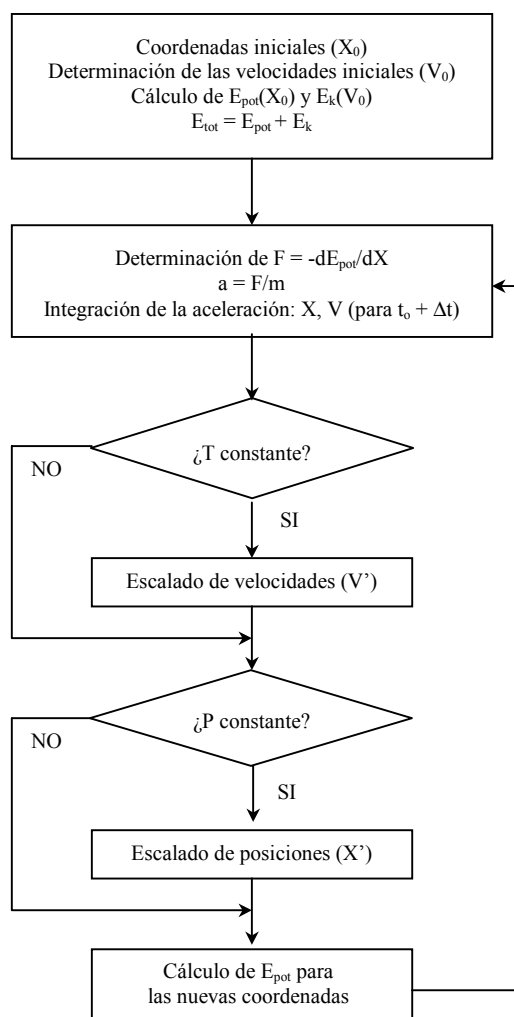 Coordenadas iniciales (X₀)
Determinación de las velocidades iniciales (V₀)
Cálculo de Eₚₒₜ(X₀) y Eₖ(V₀)
Eₜₒₜ = Eₚₒₜ + Eₖ
Determinación de F = -dEₚₒₜ/dX
a = F/m
Integración de la aceleración: X, V (para tₒ + Δt)
¿T constante?
NO
SI
Escalado de velocidades (V’)
¿P constante?
NO
SI
Escalado de posiciones (X’)
Cálculo de Eₚₒₜ para
las nuevas coordenadas